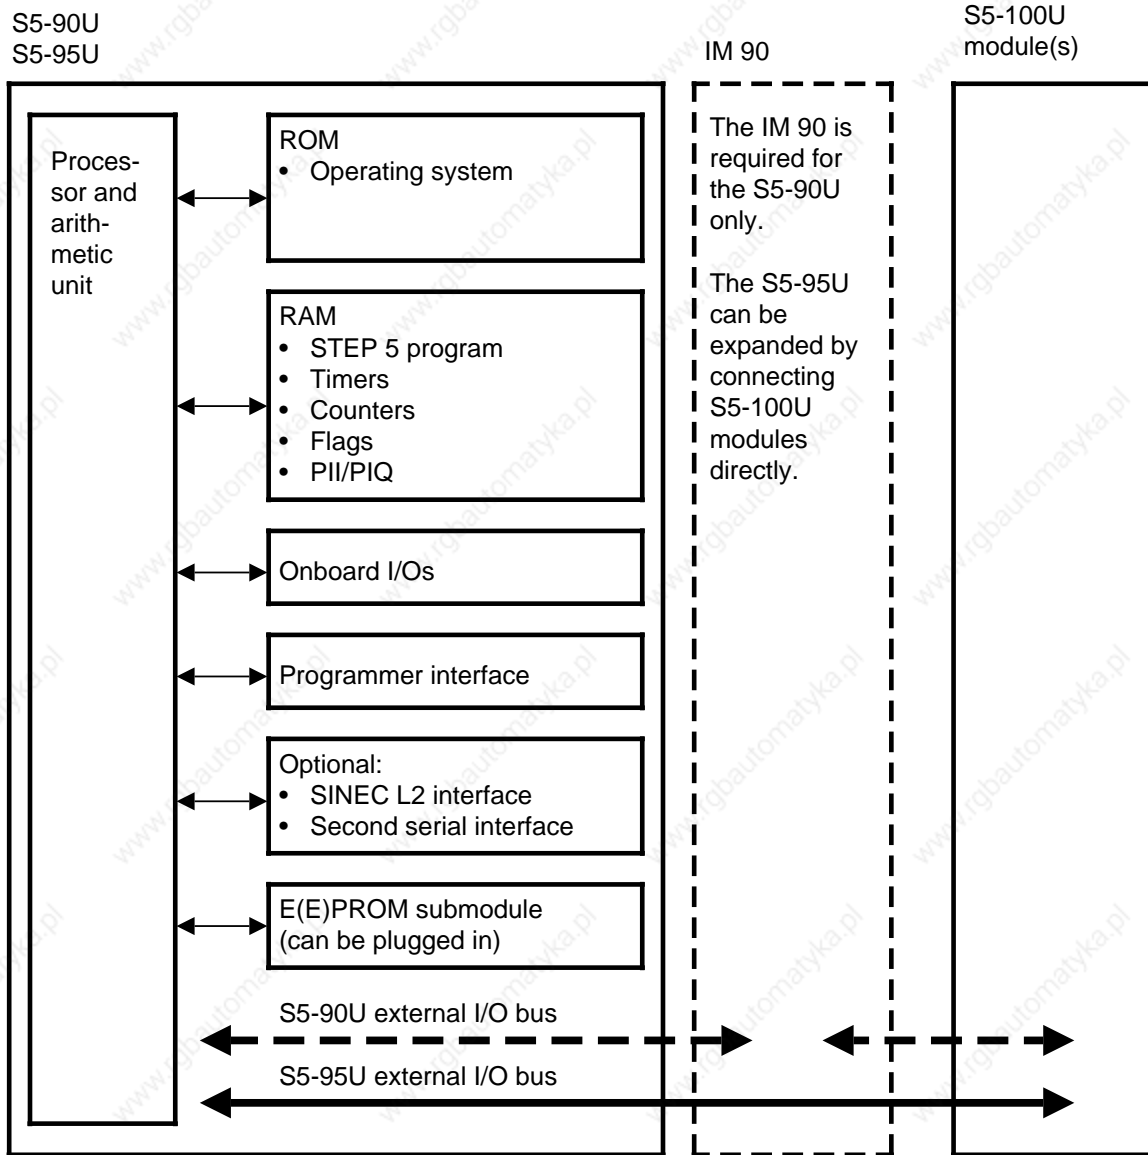 S5-90U
S5-95U
IM 90
S5-100U
module(s)
Proces-
sor and
arith-
metic
unit
ROM
• Operating system
RAM
• STEP 5 program
• Timers
• Counters
• Flags
• PII/PIQ
Onboard I/Os
Programmer interface
Optional:
• SINEC L2 interface
• Second serial interface
E(E)PROM submodule
(can be plugged in)
S5-90U external I/O bus
S5-95U external I/O bus
The IM 90 is
required for
the S5-90U
only.
The S5-95U
can be
expanded by
connecting
S5-100U
modules
directly.
www.rgbautomatyka.pl